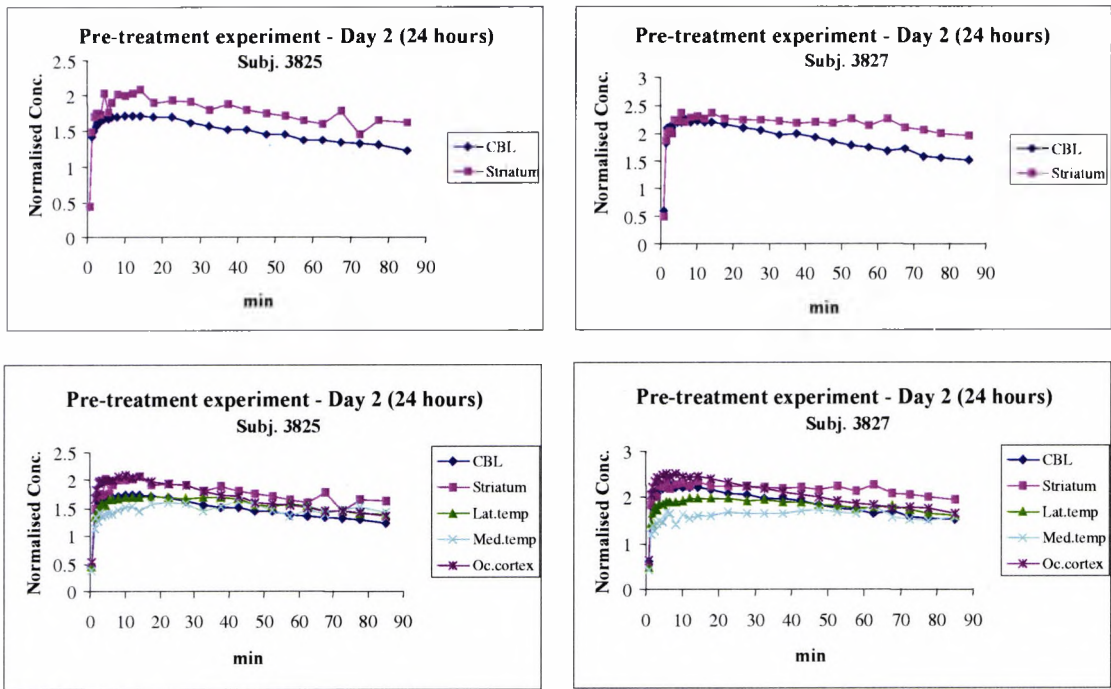 Pre-treatment experiment - Day 2 (24 hours)
Subj. 3825
Normalised Conc.
2.5
2
1.5
1
0.5
0
0 10 20 30 40 50 60 70 80 90
min
CBL
Striatum
Pre-treatment experiment - Day 2 (24 hours)
Subj. 3827
Normalised Conc.
3
2.5
2
1.5
1
0.5
0
0 10 20 30 40 50 60 70 80 90
min
CBL
Striatum
Pre-treatment experiment - Day 2 (24 hours)
Subj. 3825
Normalised Conc.
2.5
2
1.5
1
0.5
0
0 10 20 30 40 50 60 70 80 90
min
CBL
Striatum
Lat.temp
Med.temp
Oc.cortex
Pre-treatment experiment - Day 2 (24 hours)
Subj. 3827
Normalised Conc.
3
2
1
0
0 10 20 30 40 50 60 70 80 90
min
CBL
Striatum
Lat.temp
Med.temp
Oc.cortex